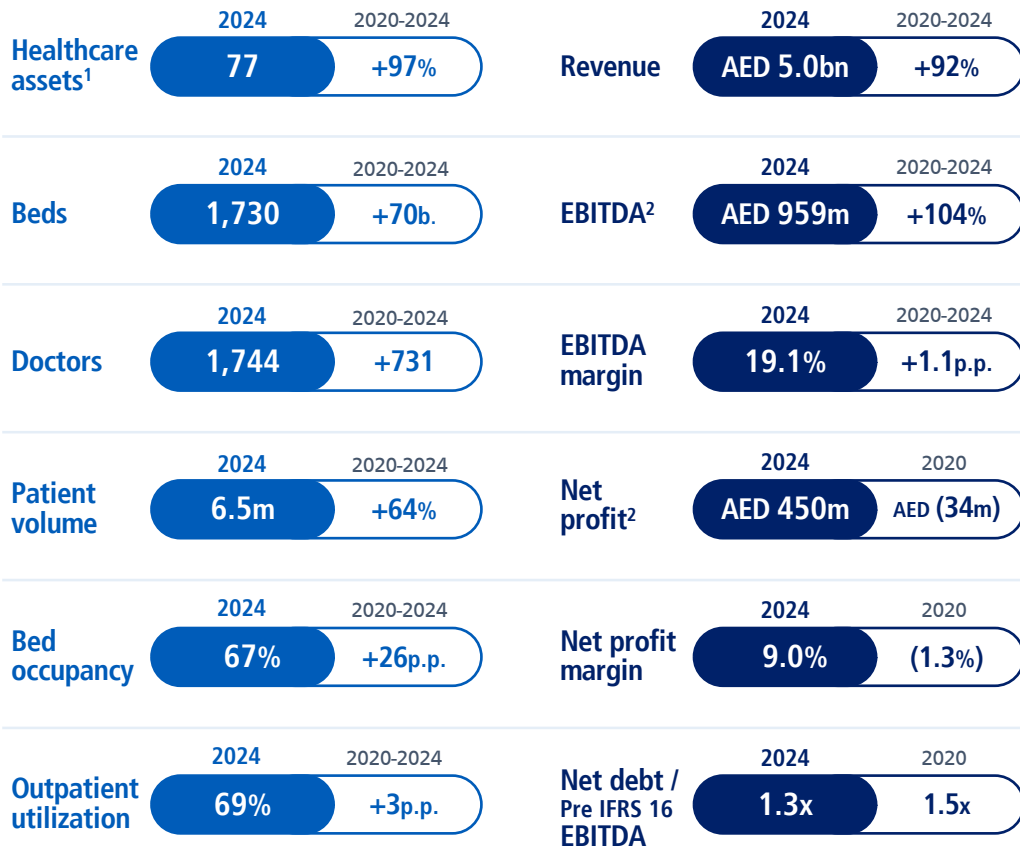 2024 2020-2024
Healthcare
assets¹
77 +97%
2024 2020-2024
Revenue AED 5.0bn +92%
2024 2020-2024
Beds 1,730 +70b.
2024 2020-2024
EBITDA² AED 959m +104%
2024 2020-2024
Doctors 1,744 +731
2024 2020-2024
EBITDA
margin
19.1% +1.1p.p.
2024 2020-2024
Patient
volume
6.5m +64%
2024 2020
Net
profit²
AED 450m AED (34m)
2024 2020-2024
Bed
occupancy
67% +26p.p.
2024 2020
Net profit
margin
9.0% (1.3%)
2024 2020-2024
Outpatient
utilization
69% +3p.p.
2024 2020
Net debt /
Pre IFRS 16
EBITDA
1.3x 1.5x